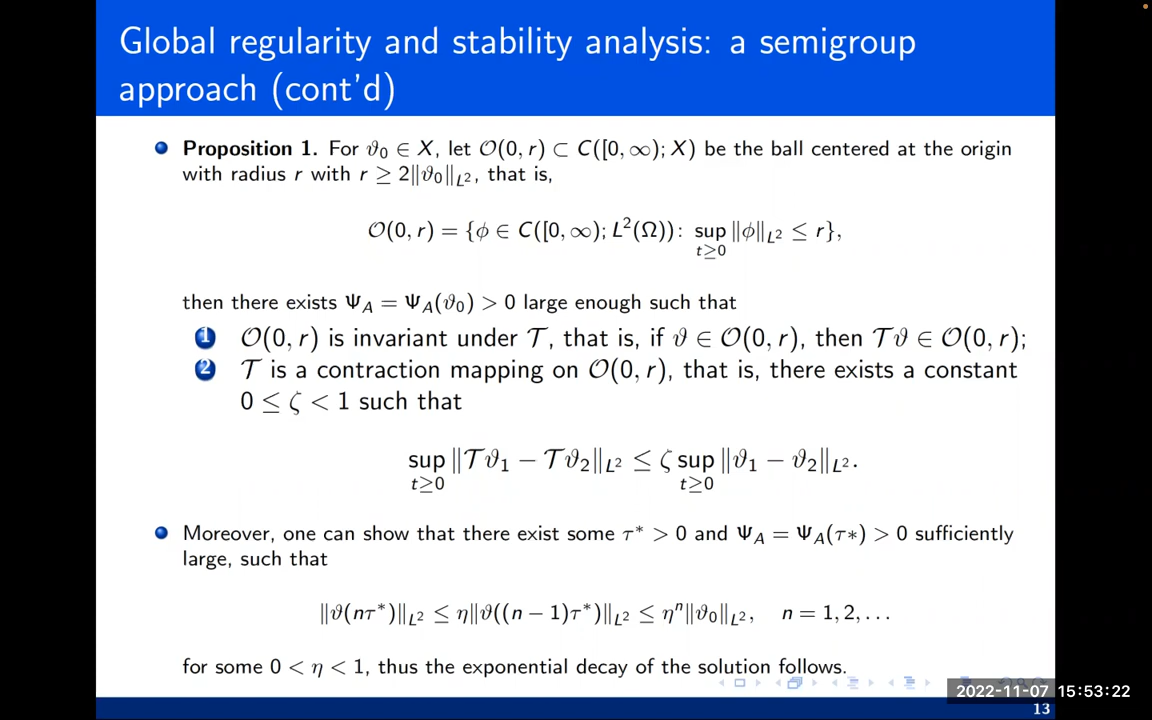 Global regularity and stability analysis: a semigroup
approach (cont'd)
Proposition 1. For ϑ₀ ∈ X, let 𝒪(0, r) ⊂ C([0, ∞); X) be the ball centered at the origin
with radius r with r ≥ 2‖ϑ₀‖_{L²}, that is,
𝒪(0, r) = {ϕ ∈ C([0, ∞); L²(Ω)): sup_{t≥0} ‖ϕ‖_{L²} ≤ r},
then there exists Ψ_A = Ψ_A(ϑ₀) > 0 large enough such that
1 𝒪(0, r) is invariant under 𝒯, that is, if ϑ ∈ 𝒪(0, r), then 𝒯ϑ ∈ 𝒪(0, r);
2 𝒯 is a contraction mapping on 𝒪(0, r), that is, there exists a constant
0 ≤ ζ < 1 such that
sup_{t≥0} ‖𝒯ϑ₁ − 𝒯ϑ₂‖_{L²} ≤ ζ sup_{t≥0} ‖ϑ₁ − ϑ₂‖_{L²}.
Moreover, one can show that there exist some τ* > 0 and Ψ_A = Ψ_A(τ*) > 0 sufficiently
large, such that
‖ϑ(nτ*)‖_{L²} ≤ η‖ϑ((n − 1)τ*)‖_{L²} ≤ ηⁿ‖ϑ₀‖_{L²}, n = 1, 2, . . .
for some 0 < η < 1, thus the exponential decay of the solution follows.
2022-11-07 15:53:22
13